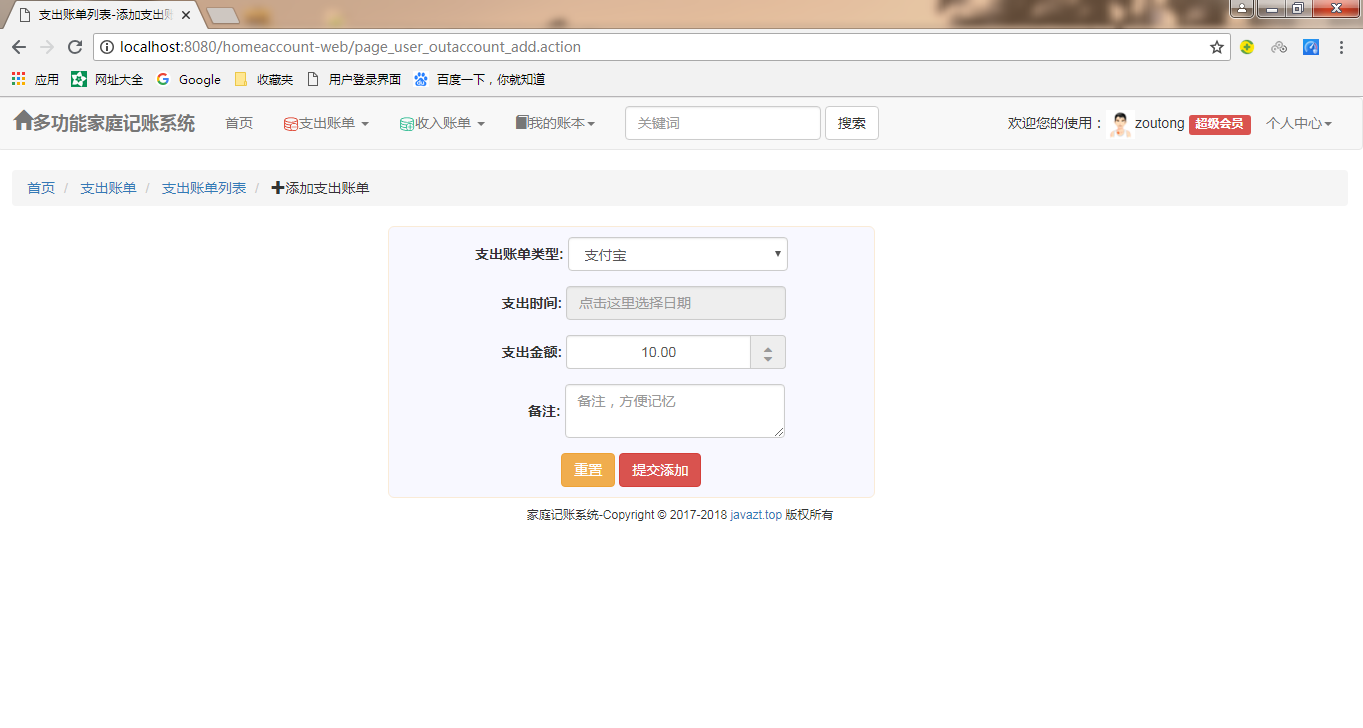 支出账单列表-添加支出账
localhost:8080/homeaccount-web/page_user_outaccount_add.action
应用 网址大全 Google 收藏夹 用户登录界面 百度一下，你就知道
多功能家庭记账系统 首页 支出账单 收入账单 我的账本 关键词 搜索 欢迎您的使用： zoutong 超级会员 个人中心
首页 / 支出账单 / 支出账单列表 / 添加支出账单
支出账单类型: 支付宝
支出时间: 点击这里选择日期
支出金额: 10.00
备注: 备注，方便记忆
重置 提交添加
家庭记账系统-Copyright © 2017-2018 javazt.top 版权所有